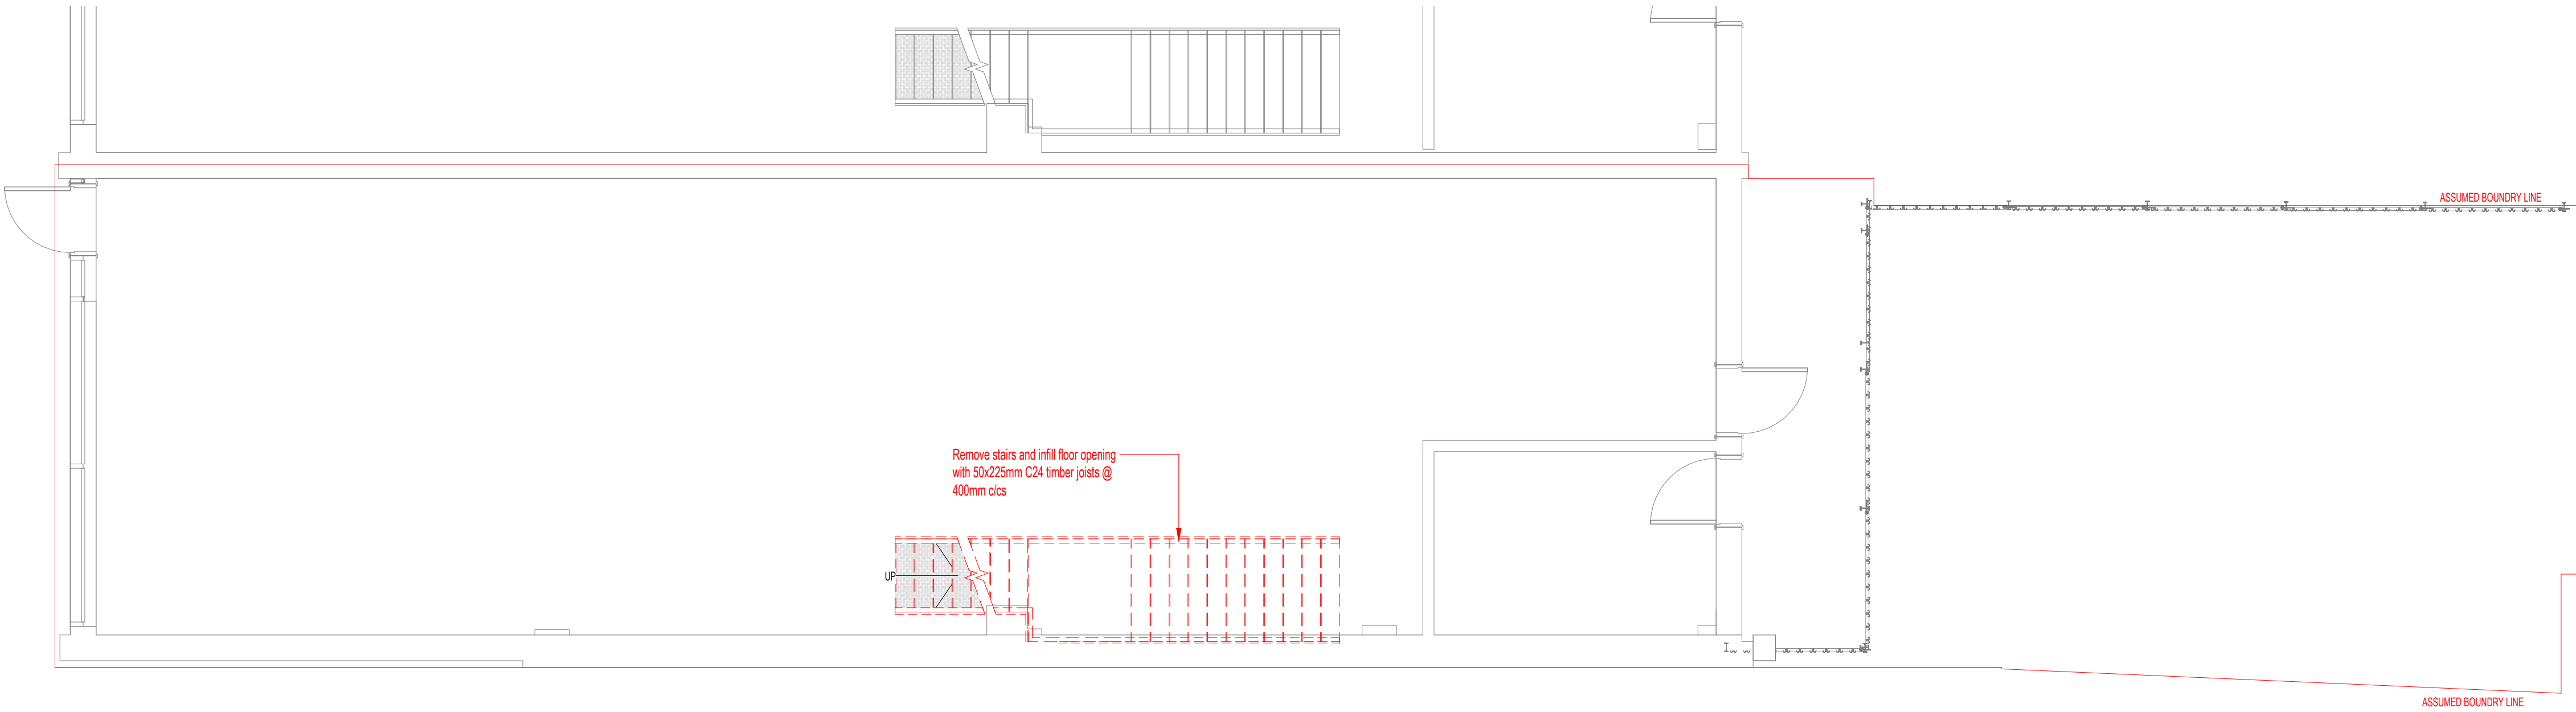 ASSUMED BOUNDRY LINE
Remove stairs and infill floor opening
with 50x225mm C24 timber joists @
400mm c/cs
UP
ASSUMED BOUNDRY LINE